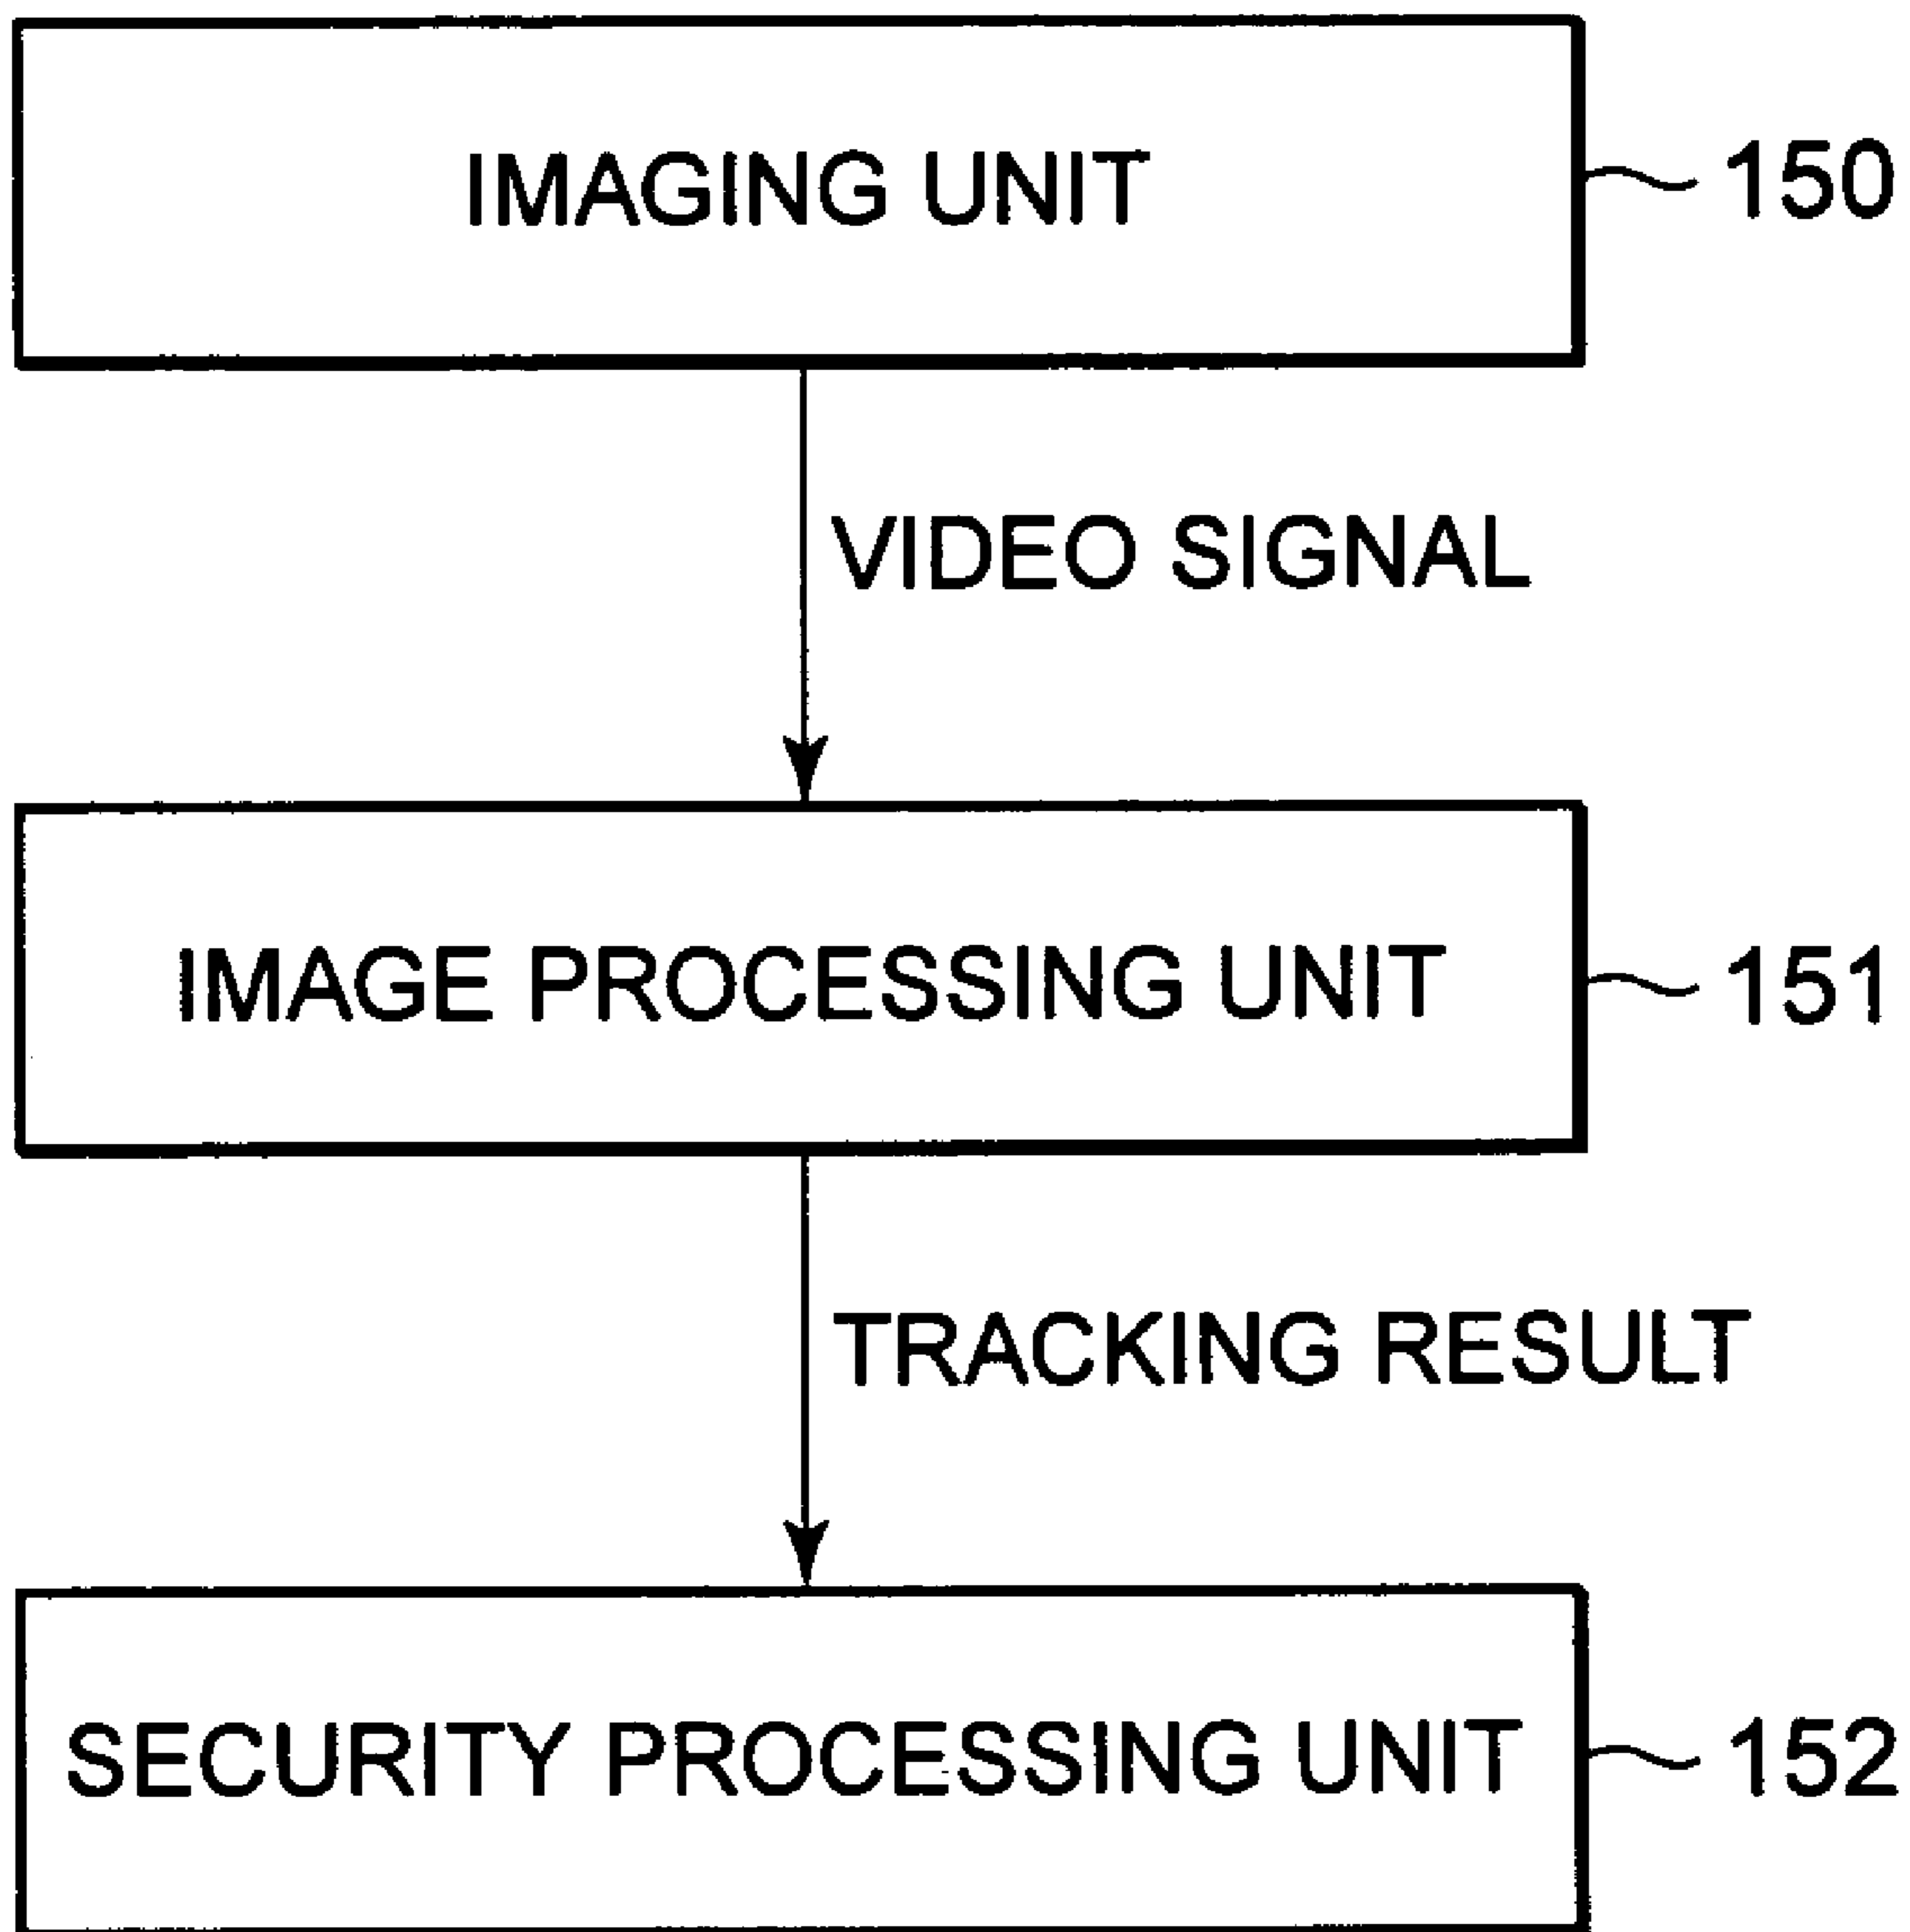 IMAGING UNIT
150
VIDEO SIGNAL
IMAGE PROCESSING UNIT
151
TRACKING RESULT
SECURITY PROCESSING UNIT
152